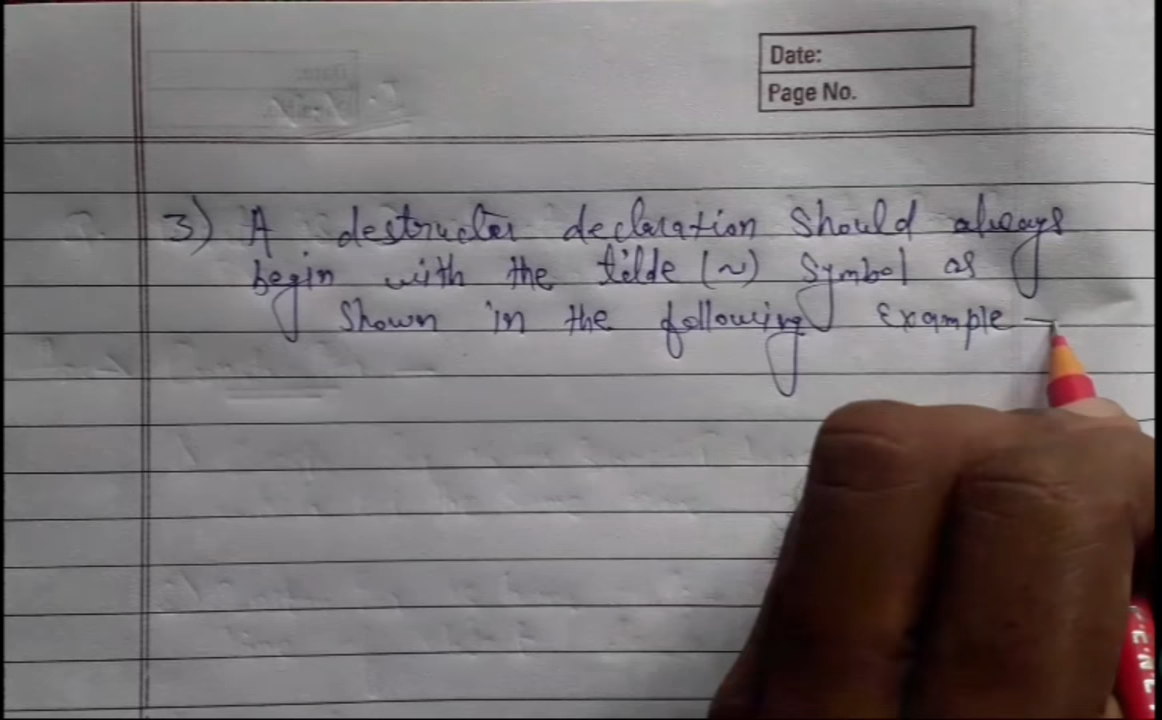 Date:
Page No.
3) A destructor declaration Should always
begin with the tilde (~) Symbol as
Shown in the following Example —